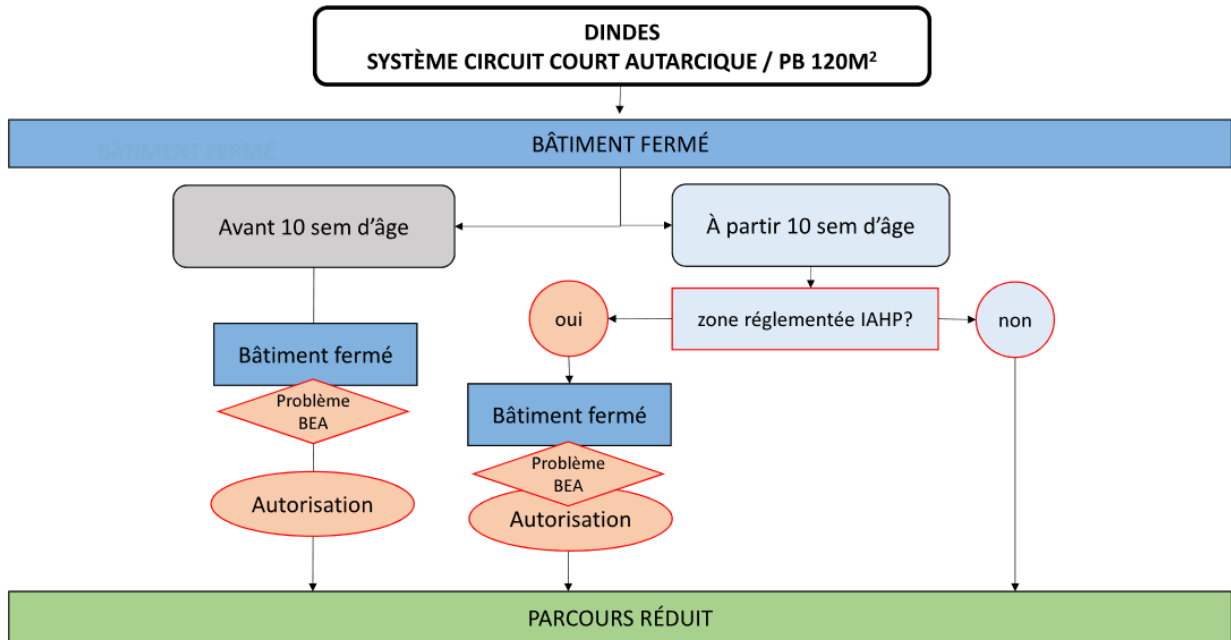 DINDES
SYSTÈME CIRCUIT COURT AUTARCIQUE / PB 120M²
BÂTIMENT FERMÉ
BÂTIMENT FERMÉ
Avant 10 sem d'âge
À partir 10 sem d'âge
oui
zone réglementée IAHP?
non
Bâtiment fermé
Problème
BEA
Autorisation
Bâtiment fermé
Problème
BEA
Autorisation
PARCOURS RÉDUIT